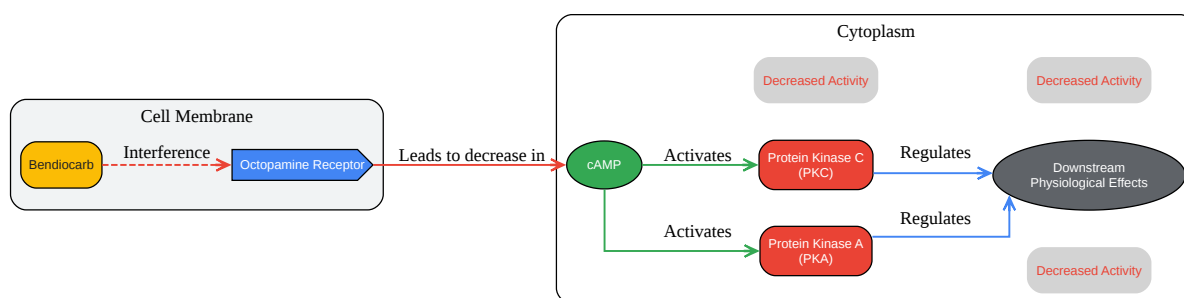 Cytoplasm
Decreased Activity
Decreased Activity
Cell Membrane
Bendiocarb
Interference
Octopamine Receptor
Leads to decrease in
cAMP
Activates
Protein Kinase C
(PKC)
Regulates
Downstream
Physiological Effects
Activates
Protein Kinase A
(PKA)
Regulates
Decreased Activity